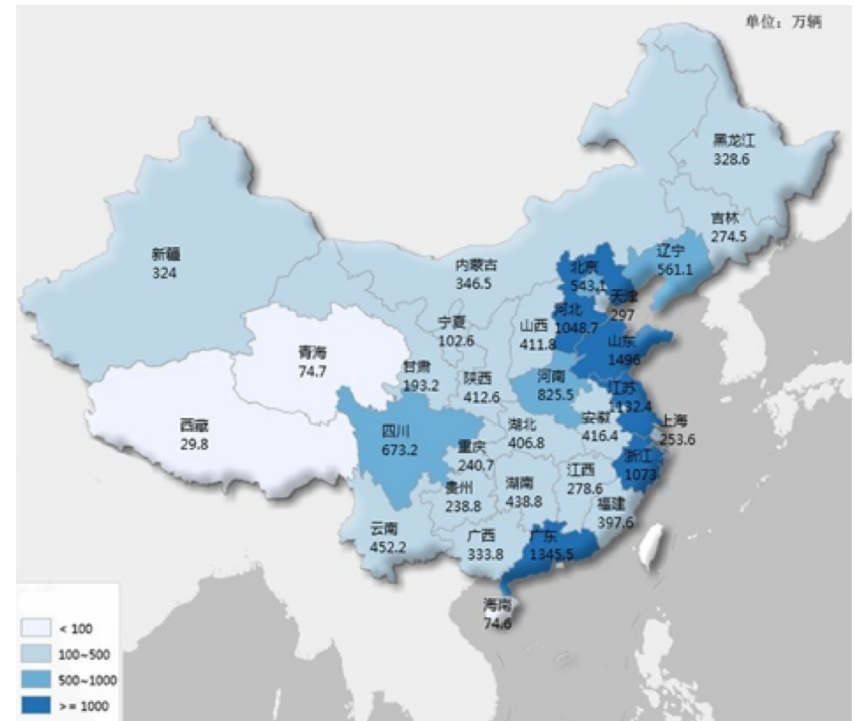 单位：万辆
黑龙江
328.6
吉林
274.5
辽宁
561.1
新疆
324
内蒙古
346.5
北京
543.1
天津
297
河北
1048.7
宁夏
102.6
山西
411.8
山东
1496
青海
74.7
甘肃
193.2
陕西
412.6
河南
825.5
江苏
1132.4
西藏
29.8
四川
673.2
重庆
240.7
湖北
406.8
安徽
416.4
上海
253.6
浙江
1073
贵州
238.8
湖南
438.8
江西
278.6
福建
397.6
云南
452.2
广西
333.8
广东
1345.5
海南
74.6
< 100
100~500
500~1000
>= 1000